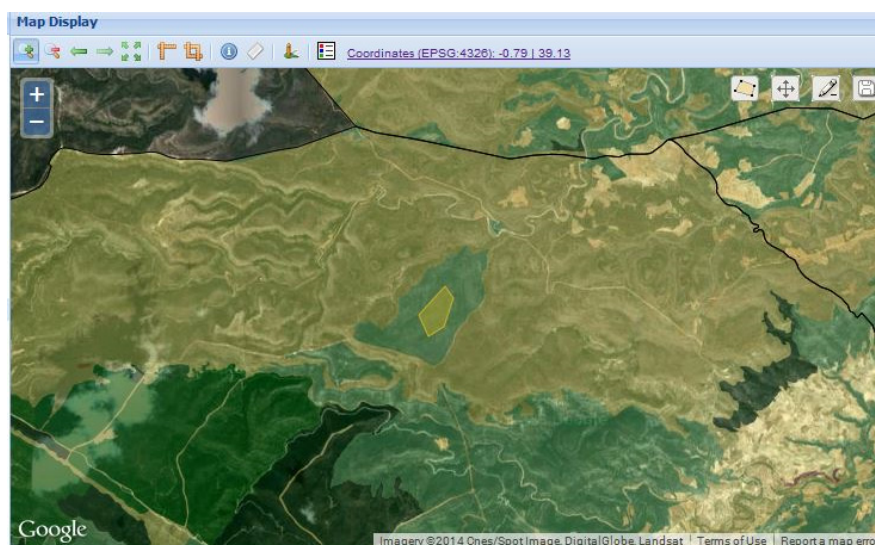 Map Display
Coordinates (EPSG:4326): -0.79 | 39.13
+
−
Google
Imagery ©2014 Cnes/Spot Image, DigitalGlobe, Landsat
Terms of Use
Report a map erro